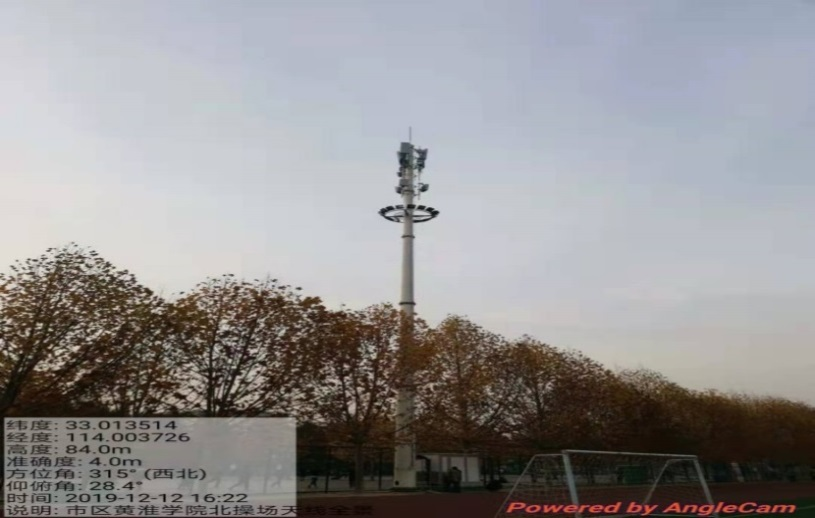 纬度: 33.013514
经度: 114.003726
高度: 84.0m
准确度: 4.0m
方位角: 315° (西北)
仰俯角: 28.4°
时间: 2019-12-12 16:22
说明: 市区黄淮学院北操场天线全景
Powered by AngleCam